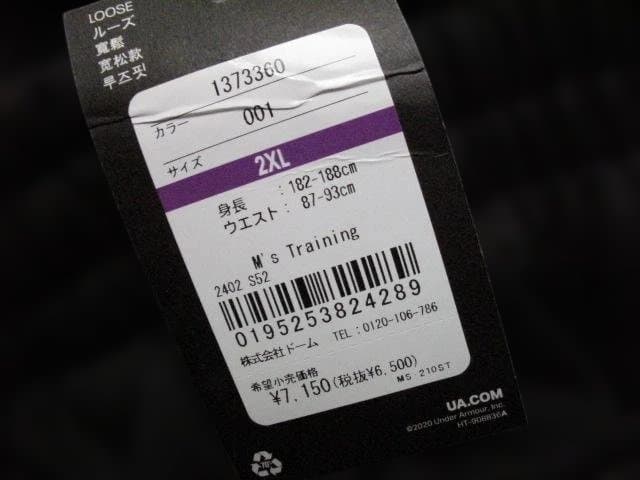 LOOSE
ルーズ
寬鬆
宽松款
루즈핏
1373360
カラー 001
サイズ 2XL
身長 : 182-188cm
ウエスト : 87-93cm
M's Training
2402 S52
0195253824289
株式会社ドーム TEL:0120-106-786
希望小売価格
¥7,150(税抜¥6,500)
MS-210ST
UA.COM
©2020 Under Armour, Inc.
HT-908836A